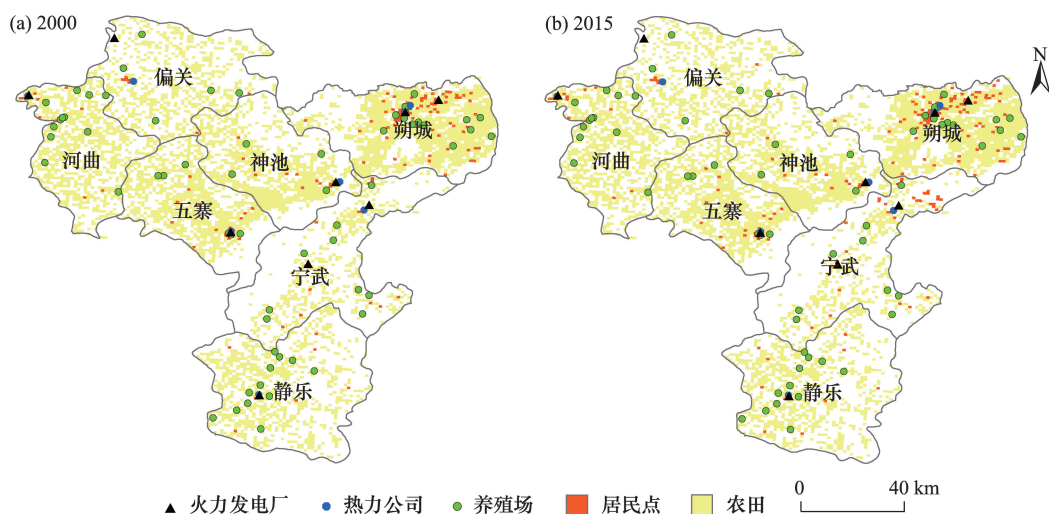 (a) 2000
(b) 2015
N
偏关
朔城
河曲
神池
五寨
宁武
静乐
偏关
朔城
河曲
神池
五寨
宁武
静乐
火力发电厂 热力公司 养殖场 居民点 农田 0 40 km